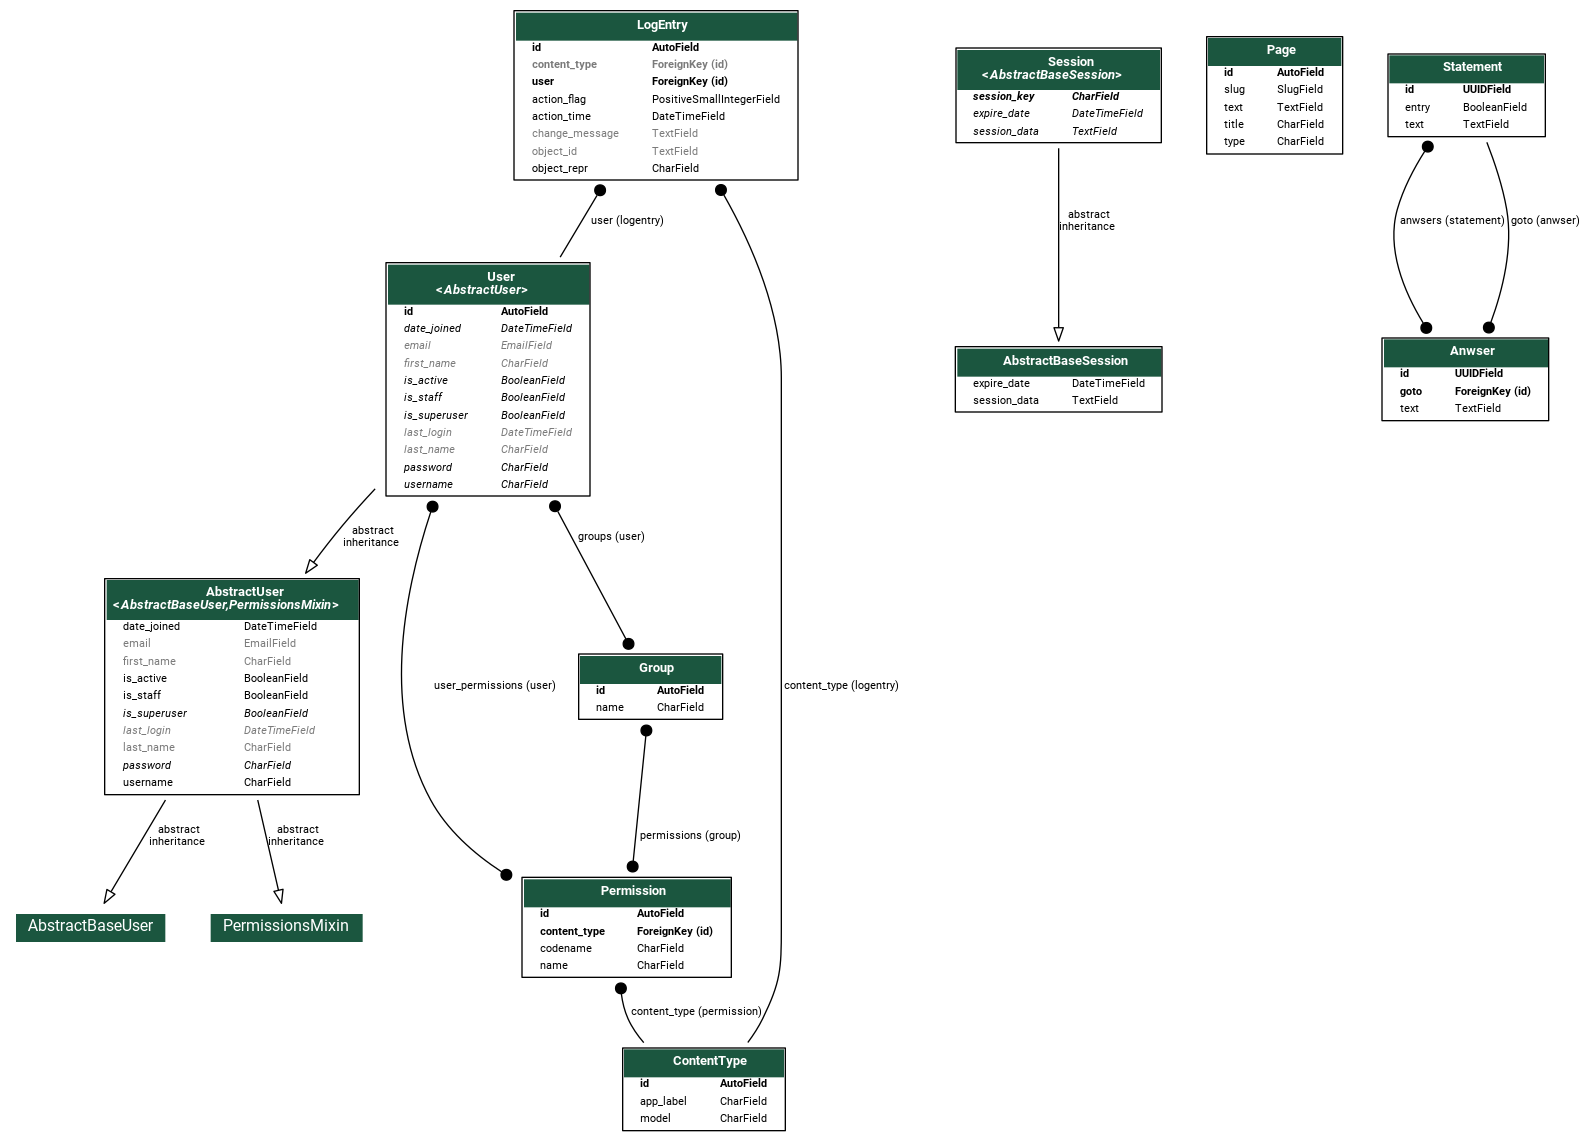 LogEntry
id AutoField
content_type ForeignKey (id)
user ForeignKey (id)
action_flag PositiveSmallIntegerField
action_time DateTimeField
change_message TextField
object_id TextField
object_repr CharField
user (logentry)
User
<AbstractUser>
id AutoField
date_joined DateTimeField
email EmailField
first_name CharField
is_active BooleanField
is_staff BooleanField
is_superuser BooleanField
last_login DateTimeField
last_name CharField
password CharField
username CharField
abstract
inheritance
groups (user)
AbstractUser
<AbstractBaseUser,PermissionsMixin>
date_joined DateTimeField
email EmailField
first_name CharField
is_active BooleanField
is_staff BooleanField
is_superuser BooleanField
last_login DateTimeField
last_name CharField
password CharField
username CharField
user_permissions (user)
Group
id AutoField
name CharField
content_type (logentry)
abstract
inheritance
abstract
inheritance
permissions (group)
AbstractBaseUser
PermissionsMixin
Permission
id AutoField
content_type ForeignKey (id)
codename CharField
name CharField
content_type (permission)
ContentType
id AutoField
app_label CharField
model CharField
Session
<AbstractBaseSession>
session_key CharField
expire_date DateTimeField
session_data TextField
abstract
inheritance
AbstractBaseSession
expire_date DateTimeField
session_data TextField
Page
id AutoField
slug SlugField
text TextField
title CharField
type CharField
Statement
id UUIDField
entry BooleanField
text TextField
anwsers (statement)
goto (anwser)
Anwser
id UUIDField
goto ForeignKey (id)
text TextField